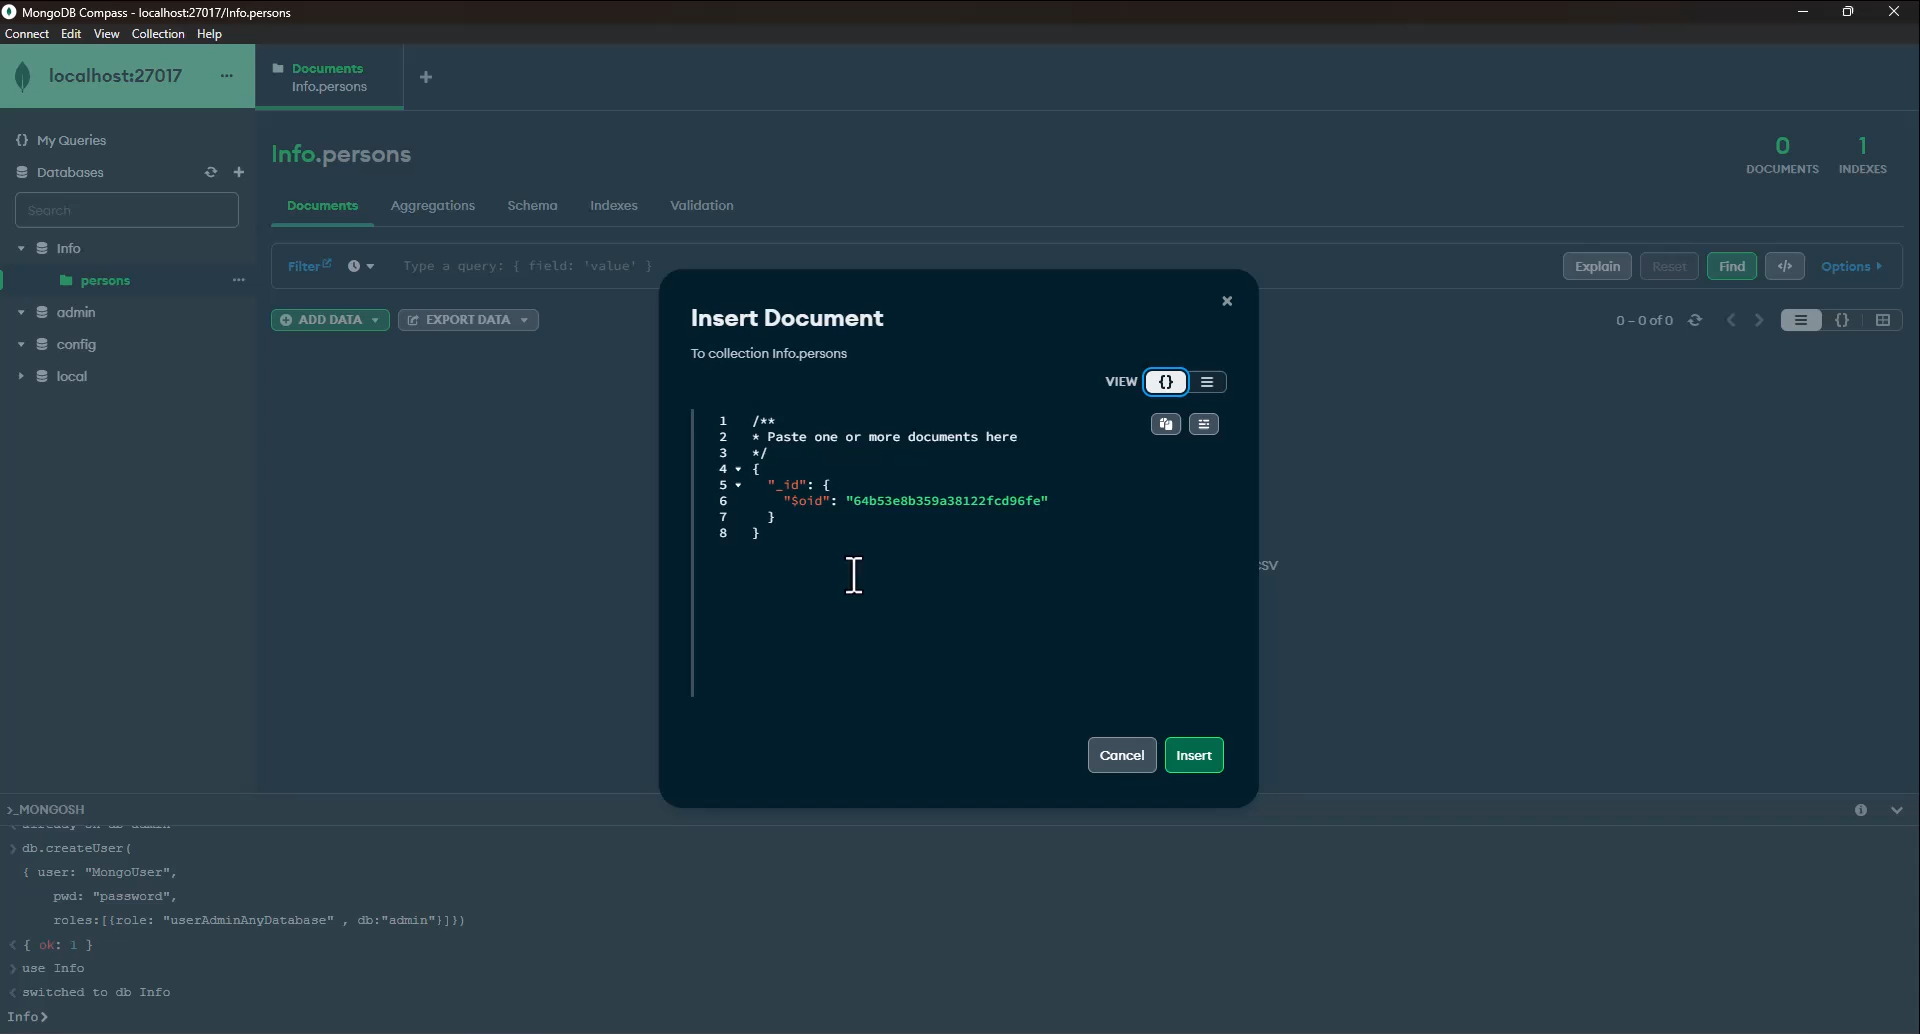 MongoDB Compass - localhost:27017/Info.persons
Connect Edit View Collection Help
localhost:27017 ...
Documents
Info.persons
+
{} My Queries
Databases
Search
Info
persons ...
admin
config
local
Info.persons
0
DOCUMENTS
1
INDEXES
Documents Aggregations Schema Indexes Validation
Filter Type a query: { field: 'value' } Explain Reset Find </> Options
ADD DATA EXPORT DATA 0 – 0 of 0 {}
Insert Document
To collection Info.persons
VIEW {}
1 /**
2 * Paste one or more documents here
3 */
4 {
5 "_id": {
6 "$oid": "64b53e8b359a38122fcd96fe"
7 }
8 }
CSV
Cancel Insert
>_MONGOSH
already on db admin
> db.createUser(
{ user: "MongoUser",
pwd: "password",
roles:[{role: "userAdminAnyDatabase" , db:"admin"}]})
< { ok: 1 }
> use Info
< switched to db Info
Info>